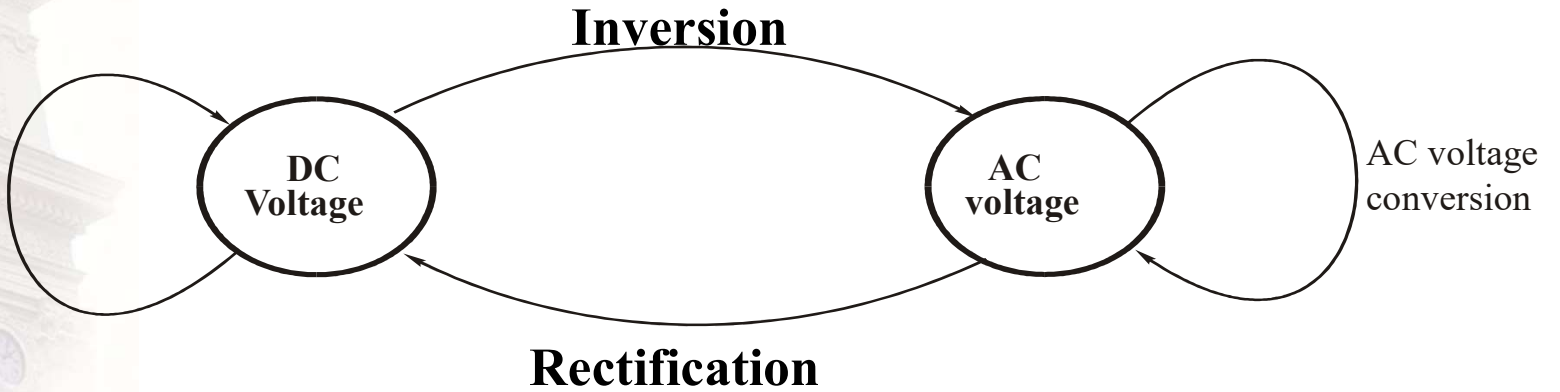 Inversion
DC
Voltage
AC
voltage
AC voltage
conversion
Rectification